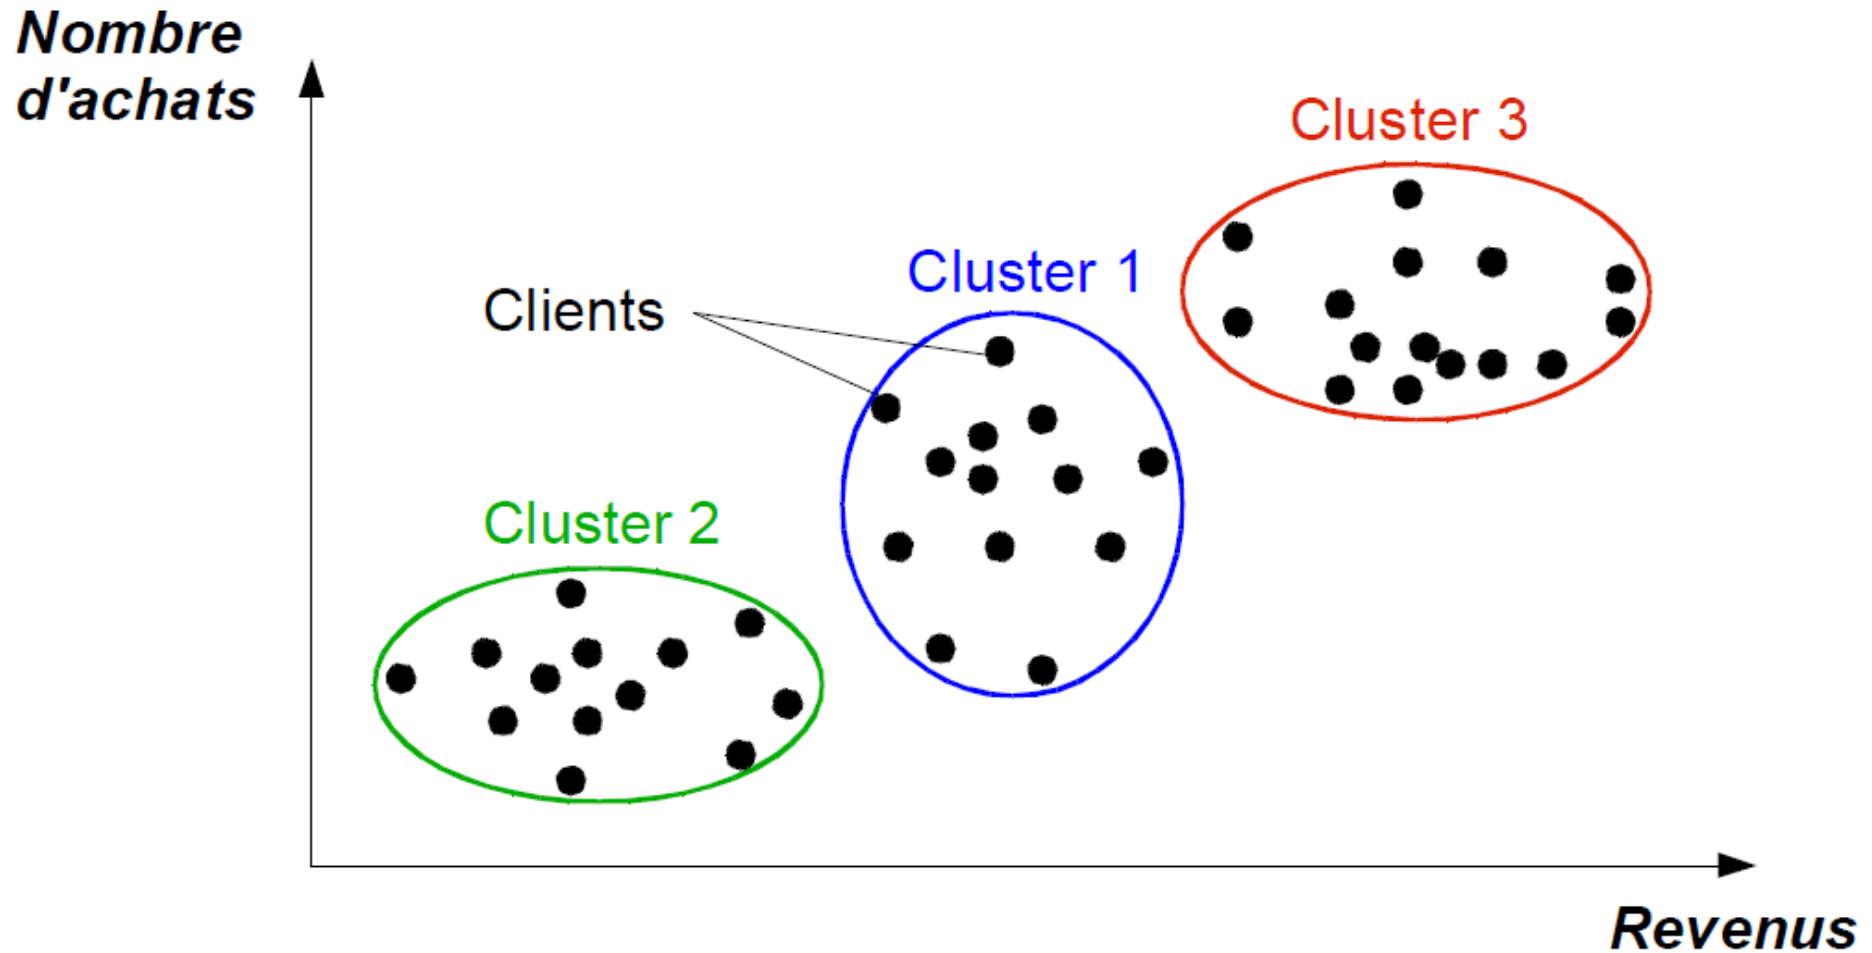 Nombre
d'achats
Cluster 3
Cluster 1
Clients
Cluster 2
Revenus